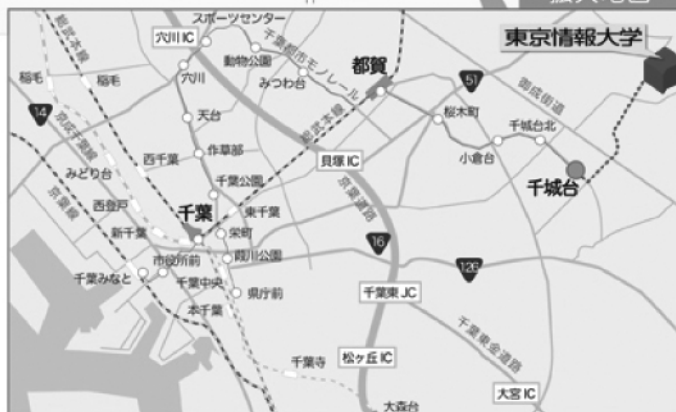 スポーツセンター
穴川IC
総武本線
動物公園
千葉都市モノレール
みつわ台
都賀
51
東京情報大学
御成街道
稲毛
稲毛
穴川
14
京成千葉線
天台
総武本線
桜木町
千城台北
小倉台
千城台
作草部
西千葉
みどり台
貝塚IC
千葉公園
京葉道路
京葉線
西登戸
千葉
東千葉
新千葉
栄町
16
市役所前
葭川公園
126
千葉みなと
千葉中央
県庁前
千葉東JC
本千葉
千葉東金道路
松ヶ丘IC
千葉寺
大宮IC
大森台